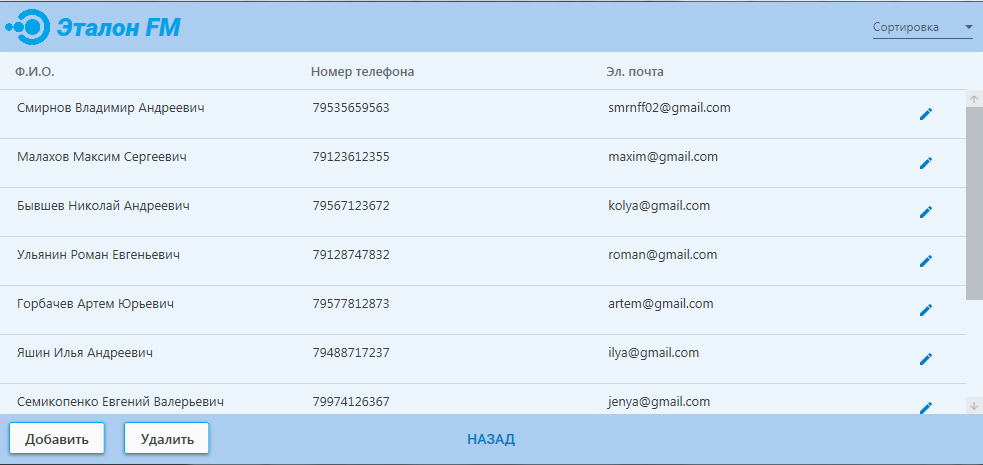 Эталон FM
Сортировка
Ф.И.О. Номер телефона Эл. почта
Смирнов Владимир Андреевич 79535659563 smrnff02@gmail.com
Малахов Максим Сергеевич 79123612355 maxim@gmail.com
Бывшев Николай Андреевич 79567123672 kolya@gmail.com
Ульянин Роман Евгеньевич 79128747832 roman@gmail.com
Горбачев Артем Юрьевич 79577812873 artem@gmail.com
Яшин Илья Андреевич 79488717237 ilya@gmail.com
Семикопенко Евгений Валерьевич 79974126367 jenya@gmail.com
Добавить Удалить НАЗАД